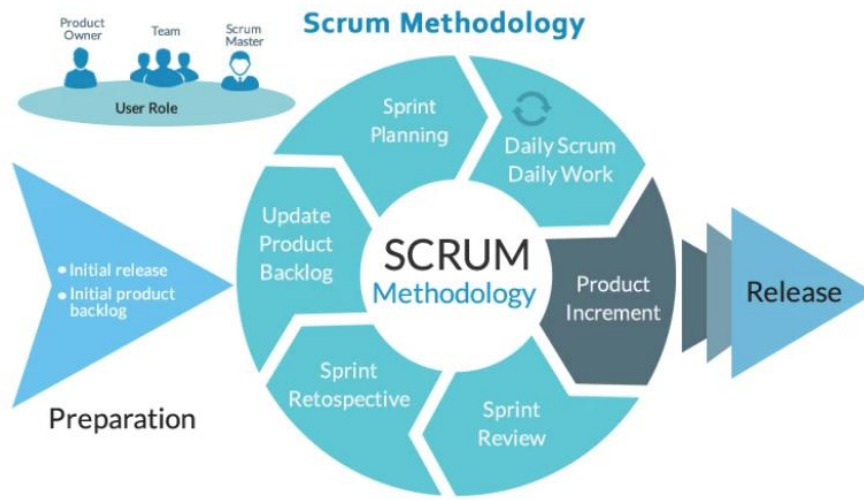 Scrum Methodology
Product
Owner
Team
Scrum
Master
User Role
Sprint
Planning
Daily Scrum
Daily Work
Update
Product
Backlog
SCRUM
Methodology
Product
Increment
Sprint
Retospective
Sprint
Review
• Initial release
• Initial product
backlog
Preparation
Release